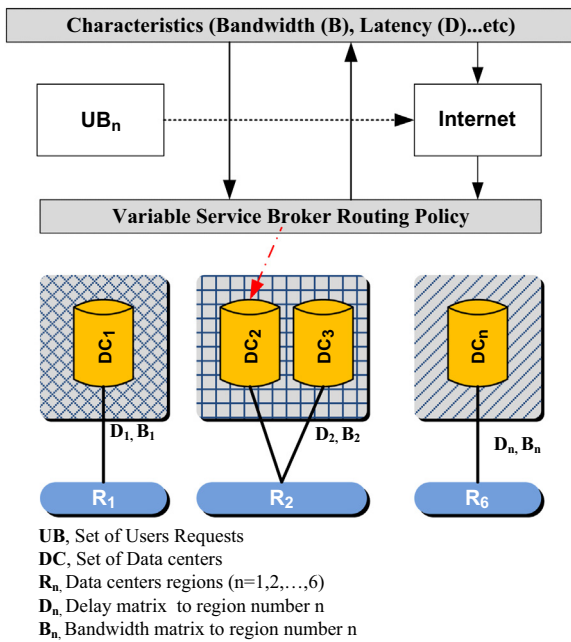 Characteristics (Bandwidth (B), Latency (D)...etc)
UBn
Internet
Variable Service Broker Routing Policy
DC1
DC2
DC3
DCn
D1, B1
D2, B2
Dn, Bn
R1
R2
R6
UB, Set of Users Requests
DC, Set of Data centers
Rn, Data centers regions (n=1,2,…,6)
Dn, Delay matrix to region number n
Bn, Bandwidth matrix to region number n